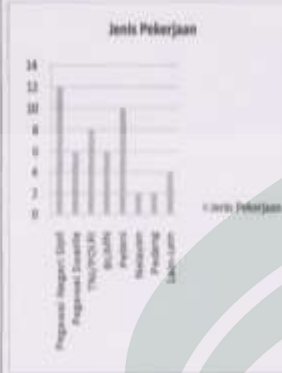 Jenis Pekerjaan
14
12
10
8
6
4
2
0
Pegawai Negeri Sipil
Pegawai Swasta
TNI/POLRI
BUMN
Petani
Nelayan
Pedang
Lain-Lain
Jenis Pekerjaan